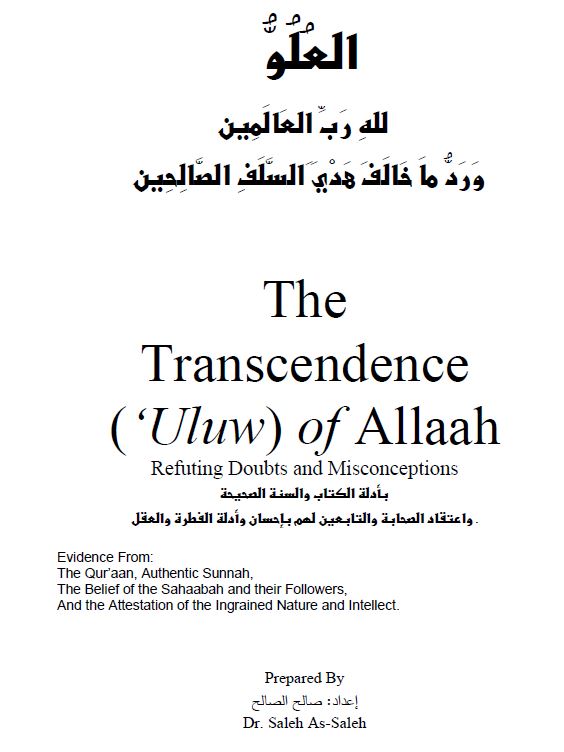 العُلُوُّ
للهِ رَبِّ العَالَمِين
وَرَدُّ مَا خَالَفَ هَدْيَ السَّلَفِ الصَّالِحِين
The
Transcendence
(‘Uluw) of Allaah
Refuting Doubts and Misconceptions
بأدلة الكتاب والسنة الصحيحة
واعتقاد الصحابة والتابعين لهم بإحسان وأدلة الفطرة والعقل .
Evidence From:
The Qur’aan, Authentic Sunnah,
The Belief of the Sahaabah and their Followers,
And the Attestation of the Ingrained Nature and Intellect.
Prepared By
إعداد: صالح الصالح
Dr. Saleh As-Saleh